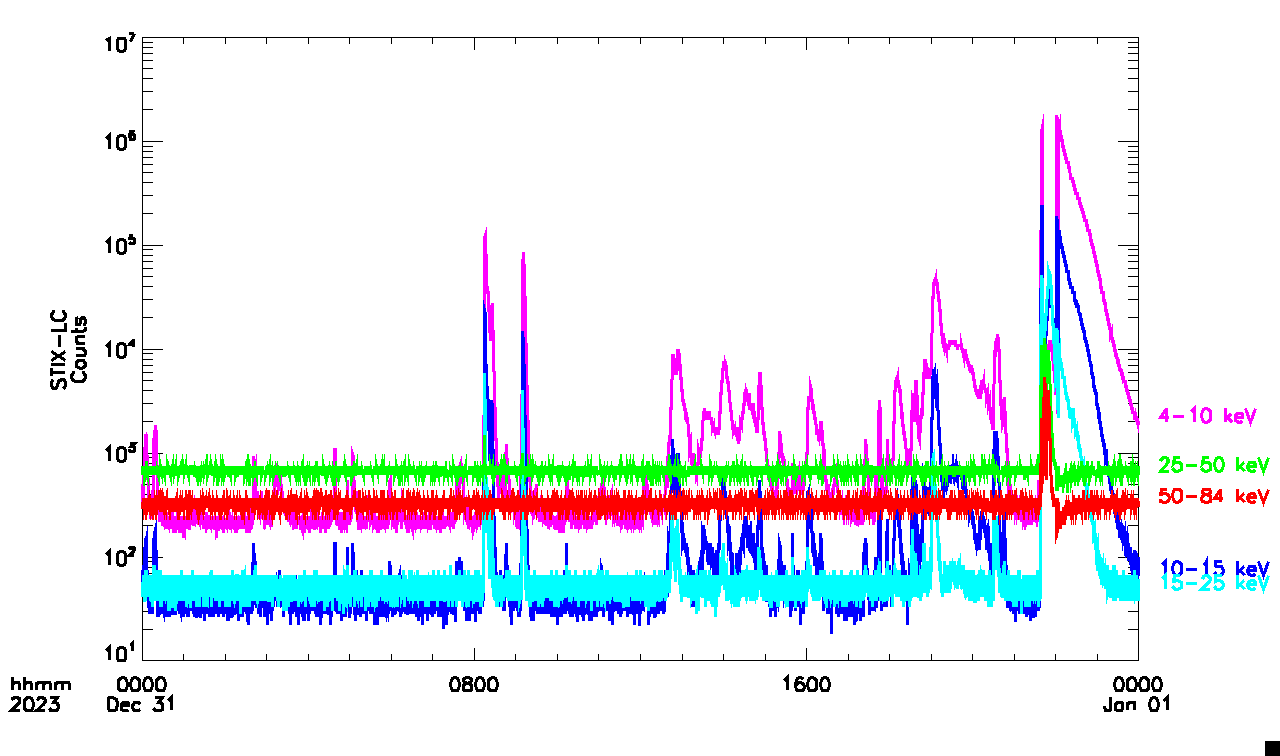 10⁷
10⁶
10⁵
10⁴
10³
10²
10¹
STIX-LC
Counts
4-10 keV
25-50 keV
50-84 keV
10-15 keV
15-25 keV
hhmm 0000 0800 1600 0000
2023 Dec 31 Jan 01